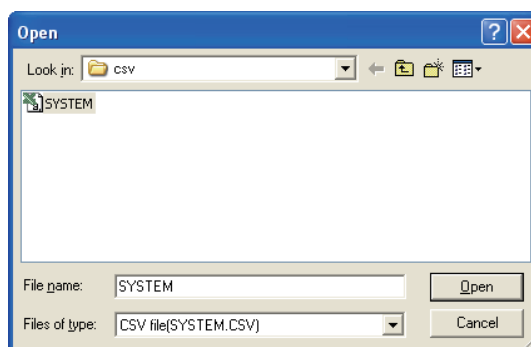 Open
Look in: csv
SYSTEM
File name: SYSTEM Open
Files of type: CSV file(SYSTEM.CSV) Cancel